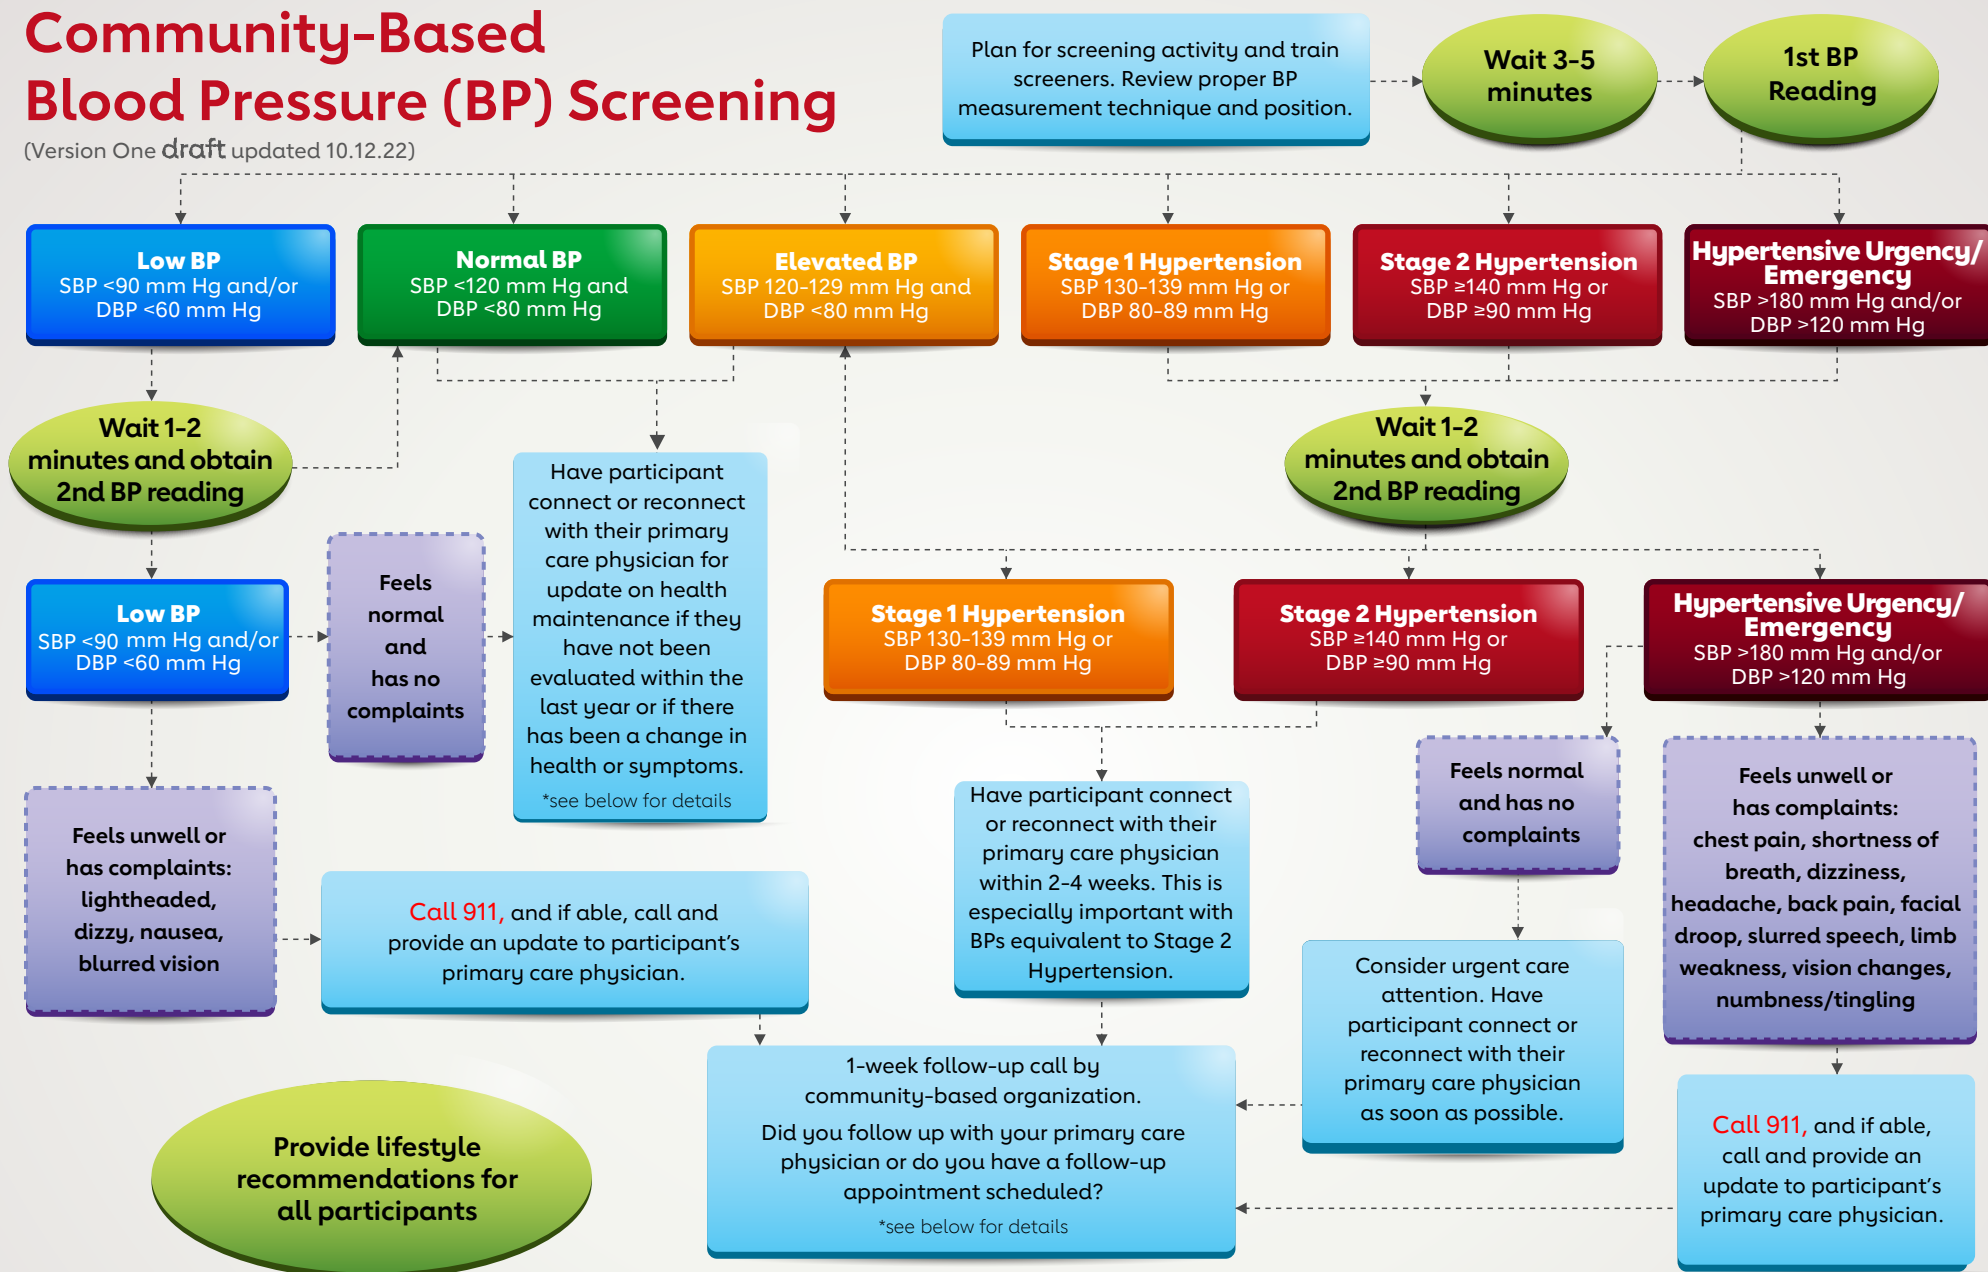 Community-Based
Blood Pressure (BP) Screening
(Version One draft updated 10.12.22)
Plan for screening activity and train
screeners. Review proper BP
measurement technique and position.
Wait 3-5
minutes
1st BP
Reading
Low BP
SBP <90 mm Hg and/or
DBP <60 mm Hg
Normal BP
SBP <120 mm Hg and
DBP <80 mm Hg
Elevated BP
SBP 120-129 mm Hg and
DBP <80 mm Hg
Stage 1 Hypertension
SBP 130-139 mm Hg or
DBP 80-89 mm Hg
Stage 2 Hypertension
SBP ≥140 mm Hg or
DBP ≥90 mm Hg
Hypertensive Urgency/
Emergency
SBP >180 mm Hg and/or
DBP >120 mm Hg
Wait 1-2
minutes and obtain
2nd BP reading
Wait 1-2
minutes and obtain
2nd BP reading
Low BP
SBP <90 mm Hg and/or
DBP <60 mm Hg
Feels
normal
and
has no
complaints
Have participant
connect or reconnect
with their primary
care physician for
update on health
maintenance if they
have not been
evaluated within the
last year or if there
has been a change in
health or symptoms.
*see below for details
Stage 1 Hypertension
SBP 130-139 mm Hg or
DBP 80-89 mm Hg
Stage 2 Hypertension
SBP ≥140 mm Hg or
DBP ≥90 mm Hg
Hypertensive Urgency/
Emergency
SBP >180 mm Hg and/or
DBP >120 mm Hg
Feels unwell or
has complaints:
lightheaded,
dizzy, nausea,
blurred vision
Call 911, and if able, call and
provide an update to participant's
primary care physician.
Have participant connect
or reconnect with their
primary care physician
within 2-4 weeks. This is
especially important with
BPs equivalent to Stage 2
Hypertension.
Feels normal
and has no
complaints
Feels unwell or
has complaints:
chest pain, shortness of
breath, dizziness,
headache, back pain, facial
droop, slurred speech, limb
weakness, vision changes,
numbness/tingling
Consider urgent care
attention. Have
participant connect or
reconnect with their
primary care physician
as soon as possible.
Provide lifestyle
recommendations for
all participants
1-week follow-up call by
community-based organization.
Did you follow up with your primary care
physician or do you have a follow-up
appointment scheduled?
*see below for details
Call 911, and if able,
call and provide an
update to participant's
primary care physician.